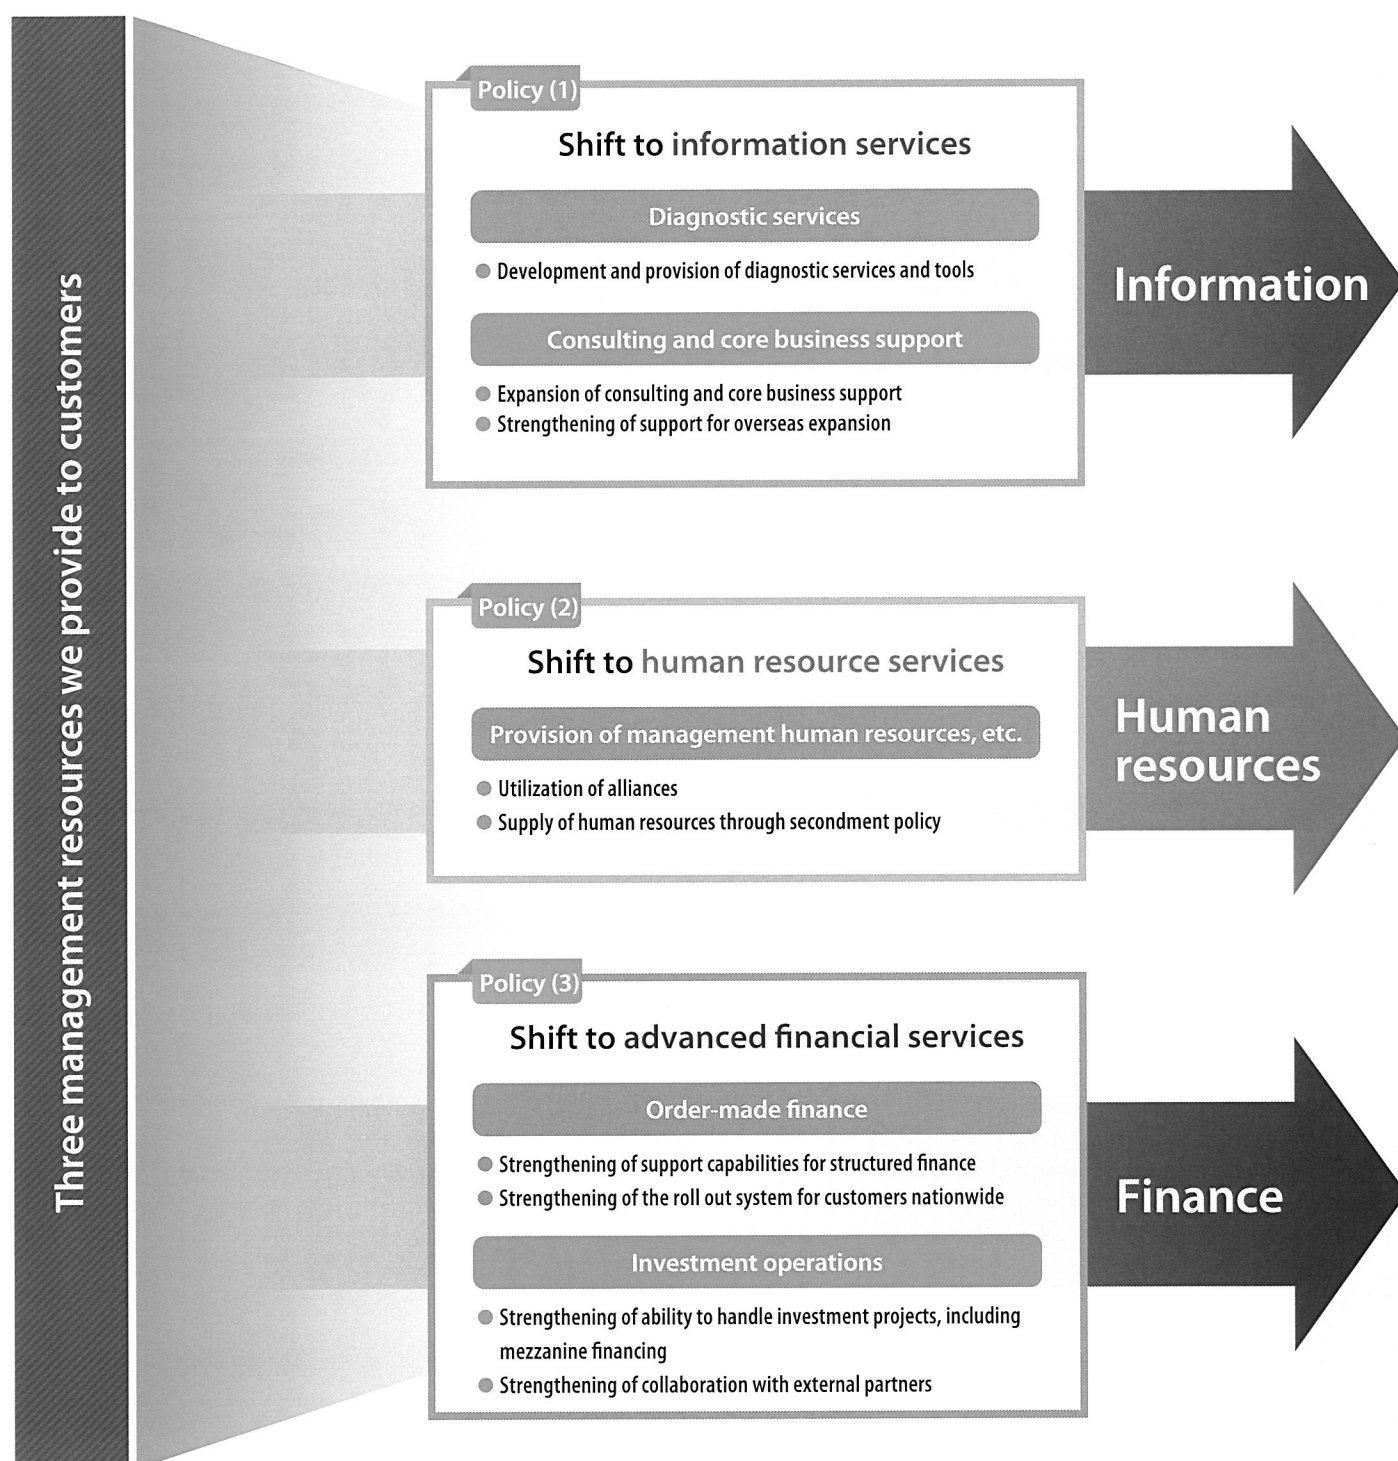 Three management resources we provide to customers
Policy (1)
Shift to information services
Diagnostic services
● Development and provision of diagnostic services and tools
Consulting and core business support
● Expansion of consulting and core business support
● Strengthening of support for overseas expansion
Information
Policy (2)
Shift to human resource services
Provision of management human resources, etc.
● Utilization of alliances
● Supply of human resources through secondment policy
Human
resources
Policy (3)
Shift to advanced financial services
Order-made finance
● Strengthening of support capabilities for structured finance
● Strengthening of the roll out system for customers nationwide
Investment operations
● Strengthening of ability to handle investment projects, including
mezzanine financing
● Strengthening of collaboration with external partners
Finance